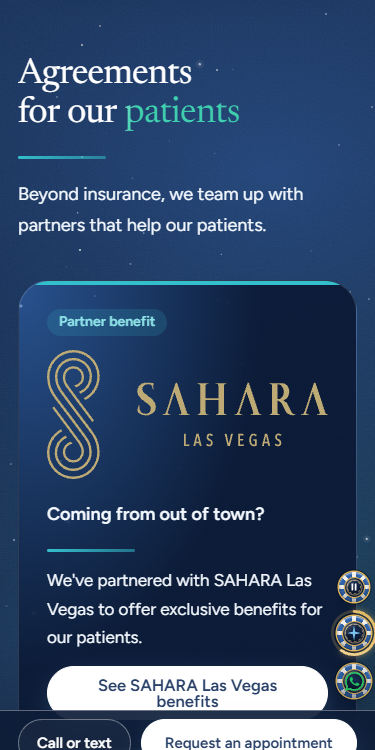 Agreements
for our patients
Beyond insurance, we team up with
partners that help our patients.
Partner benefit
SAHARA
LAS VEGAS
Coming from out of town?
We've partnered with SAHARA Las
Vegas to offer exclusive benefits for
our patients.
See SAHARA Las Vegas
benefits
Call or text
Request an appointment